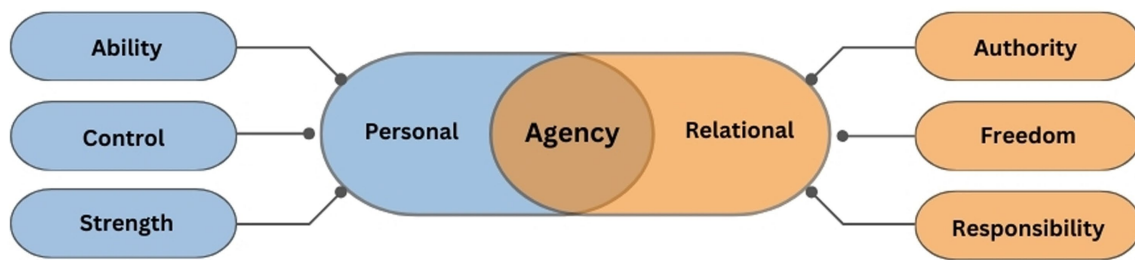 Ability
Control
Strength
Personal
Agency
Relational
Authority
Freedom
Responsibility